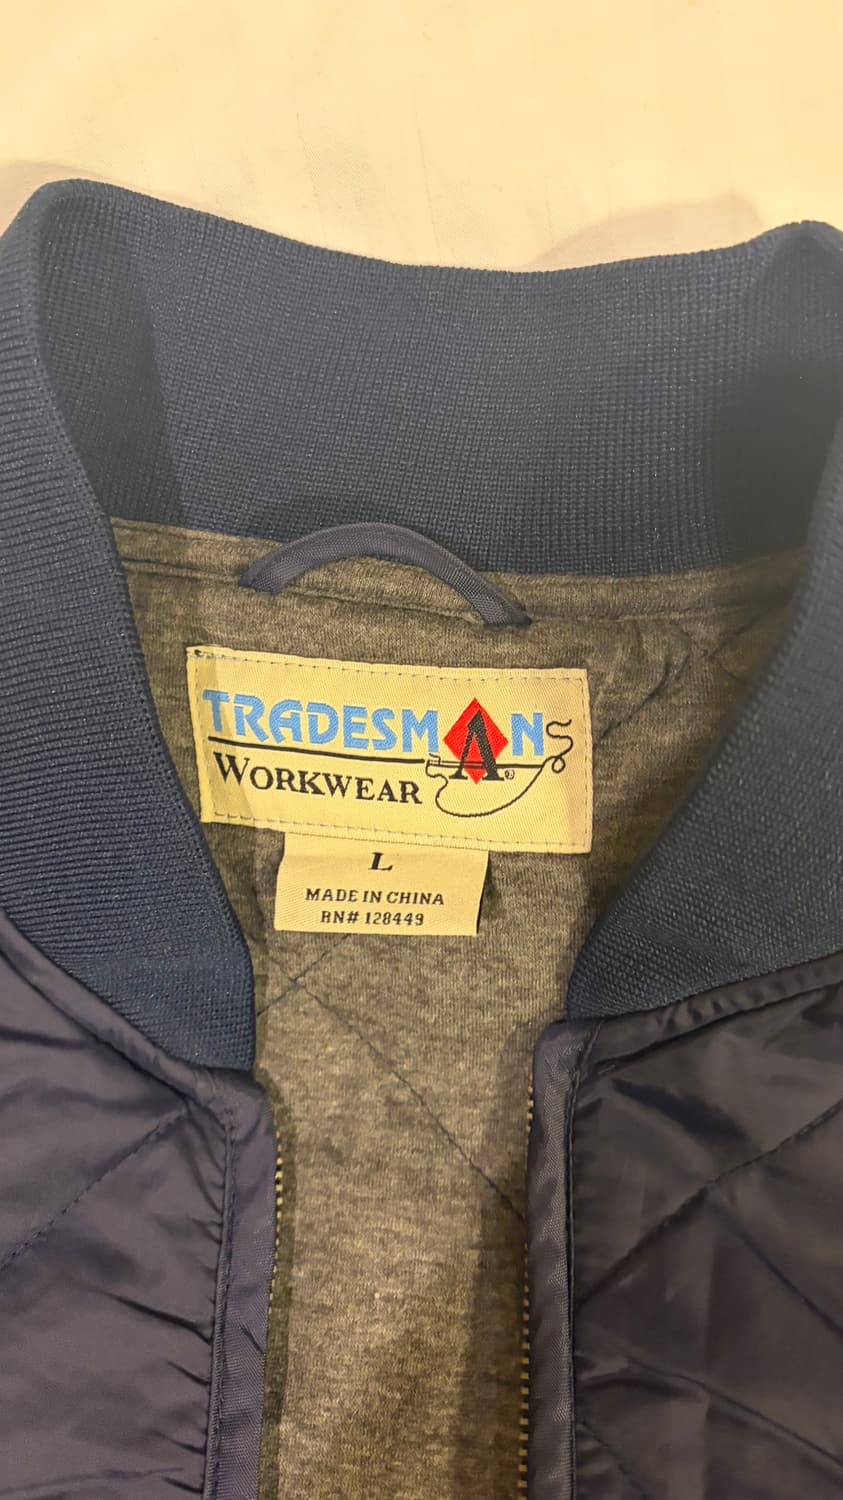 TRADESMAN'S
WORKWEAR ®
L
MADE IN CHINA
RN# 128449